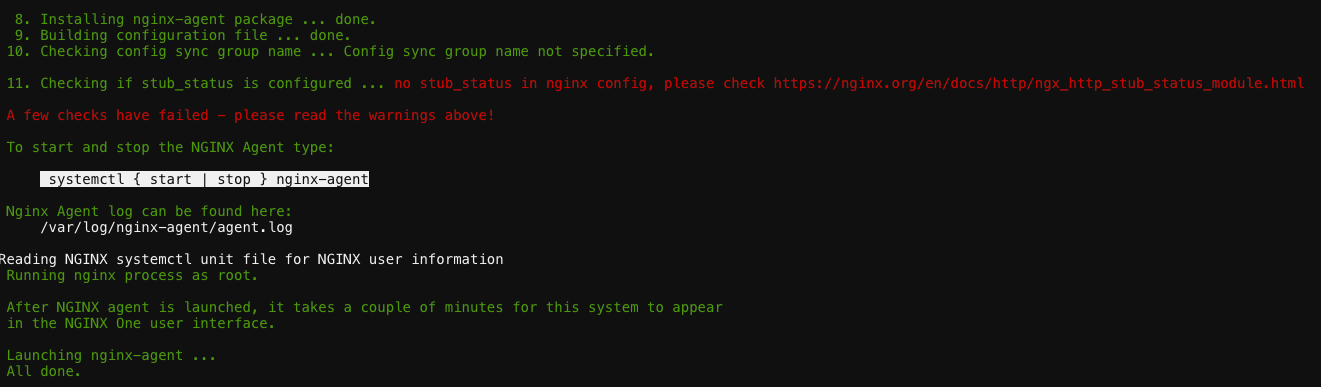 8. Installing nginx-agent package ... done.
9. Building configuration file ... done.
10. Checking config sync group name ... Config sync group name not specified.
11. Checking if stub_status is configured ... no stub_status in nginx config, please check https://nginx.org/en/docs/http/ngx_http_stub_status_module.html
A few checks have failed – please read the warnings above!
To start and stop the NGINX Agent type:
systemctl { start | stop } nginx-agent
Nginx Agent log can be found here:
/var/log/nginx-agent/agent.log
Reading NGINX systemctl unit file for NGINX user information
Running nginx process as root.
After NGINX agent is launched, it takes a couple of minutes for this system to appear
in the NGINX One user interface.
Launching nginx-agent ...
All done.